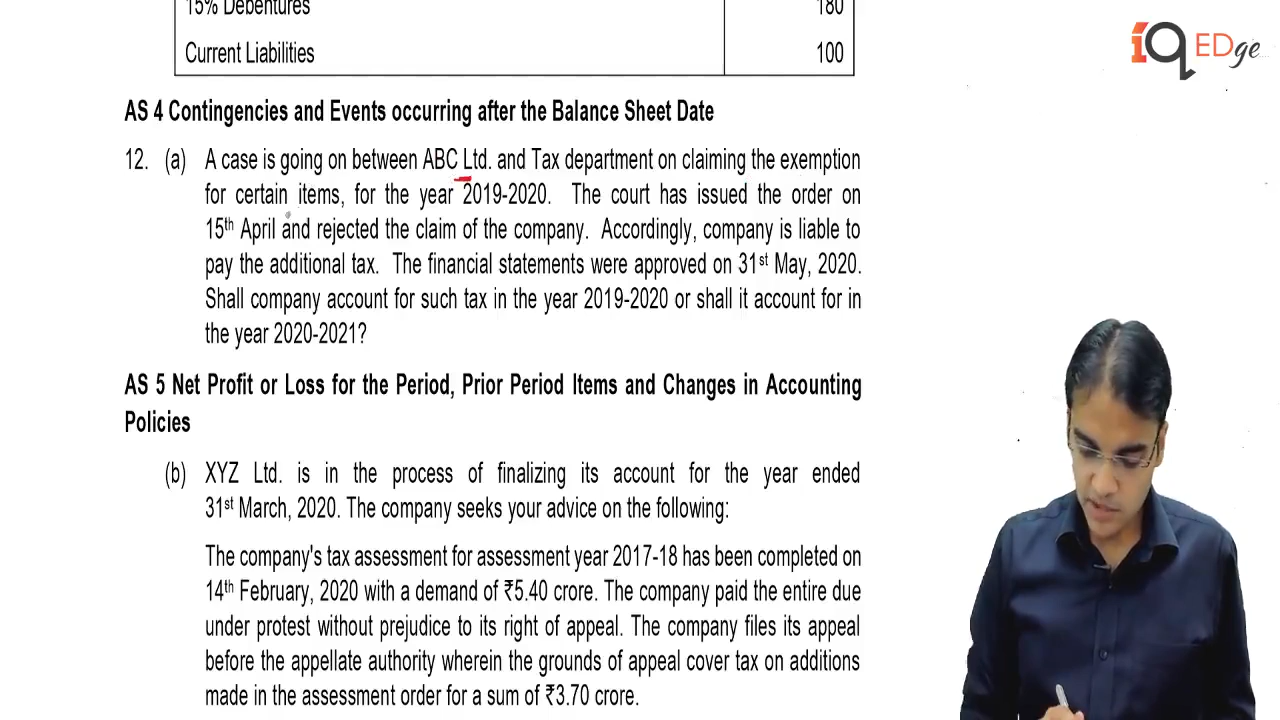 15% Debentures 180
Current Liabilities 100
iQ EDge
AS 4 Contingencies and Events occurring after the Balance Sheet Date
12. (a) A case is going on between ABC Ltd. and Tax department on claiming the exemption
for certain items, for the year 2019-2020. The court has issued the order on
15th April and rejected the claim of the company. Accordingly, company is liable to
pay the additional tax. The financial statements were approved on 31st May, 2020.
Shall company account for such tax in the year 2019-2020 or shall it account for in
the year 2020-2021?
AS 5 Net Profit or Loss for the Period, Prior Period Items and Changes in Accounting
Policies
(b) XYZ Ltd. is in the process of finalizing its account for the year ended
31st March, 2020. The company seeks your advice on the following:
The company's tax assessment for assessment year 2017-18 has been completed on
14th February, 2020 with a demand of ₹5.40 crore. The company paid the entire due
under protest without prejudice to its right of appeal. The company files its appeal
before the appellate authority wherein the grounds of appeal cover tax on additions
made in the assessment order for a sum of ₹3.70 crore.